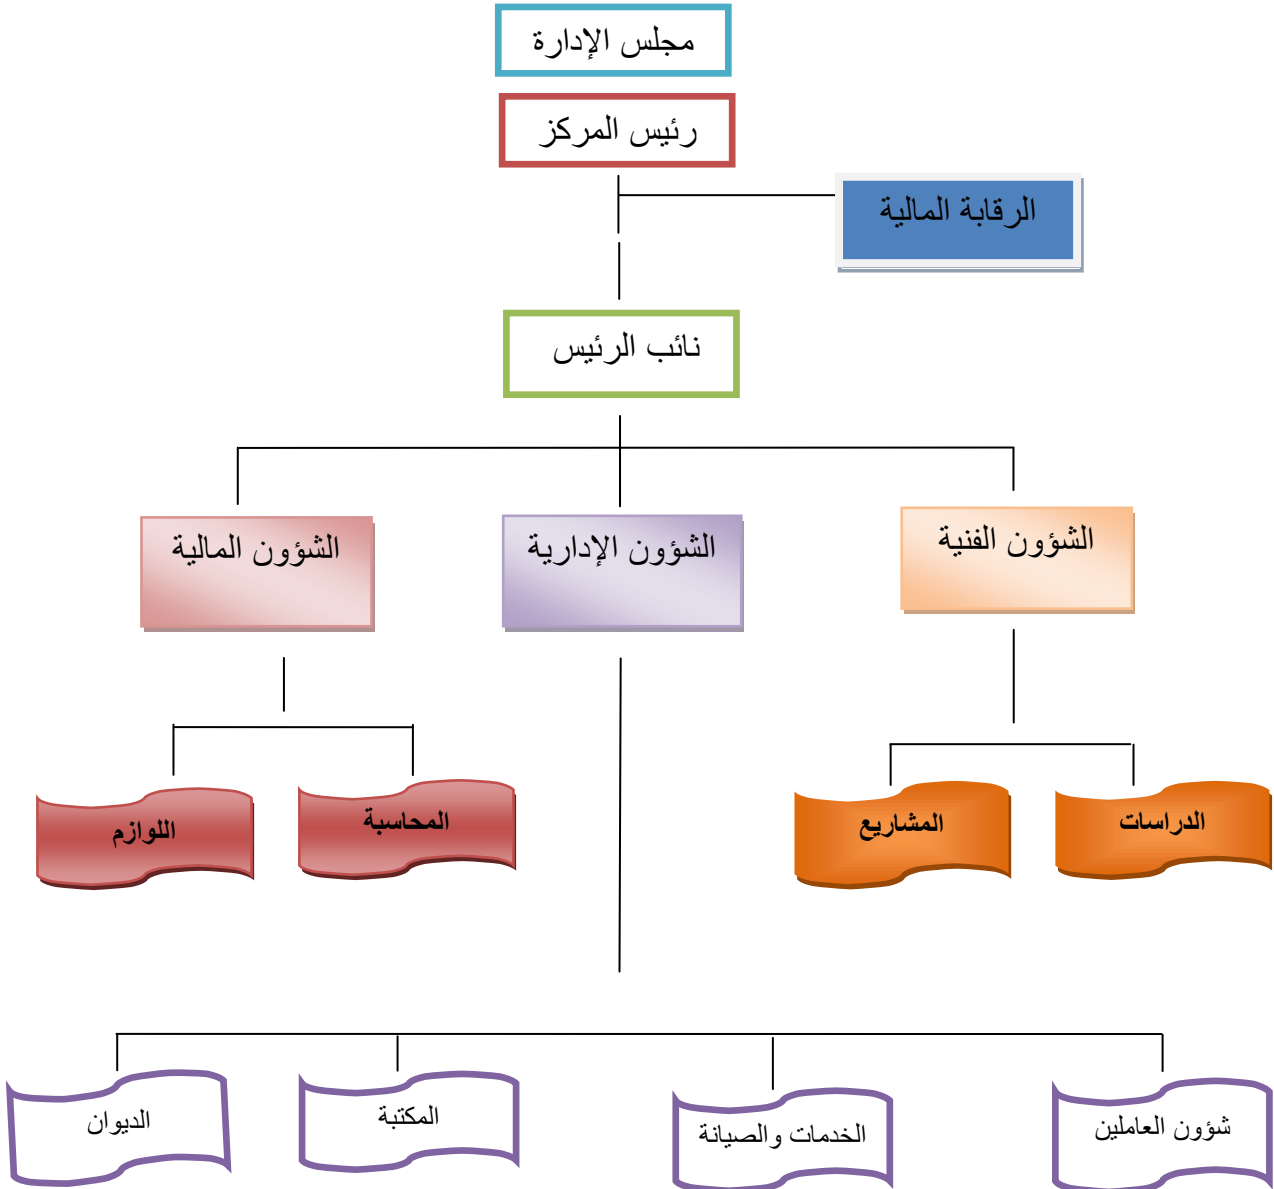 مجلس الإدارة
رئيس المركز
الرقابة المالية
نائب الرئيس
الشؤون الفنية
الشؤون الإدارية
الشؤون المالية
الدراسات
المشاريع
المحاسبة
اللوازم
شؤون العاملين
الخدمات والصيانة
المكتبة
الديوان